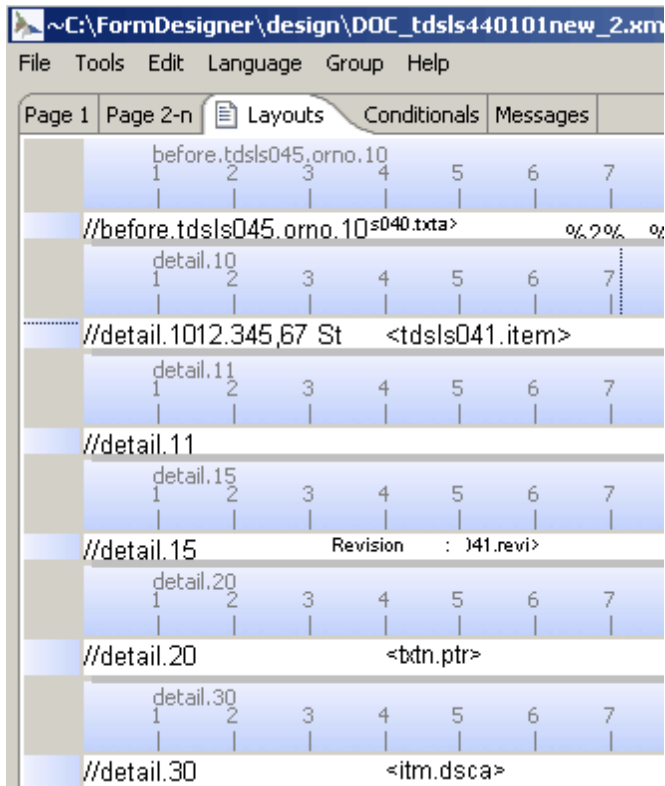 ~C:\FormDesigner\design\DOC_tdsls440101new_2.xm
File Tools Edit Language Group Help
Page 1 Page 2-n Layouts Conditionals Messages
before.tdsls045.orno.10
1 2 3 4 5 6 7
//before.tdsls045.orno.10 s040.txta> %2% %
detail.10
1 2 3 4 5 6 7
//detail.1012.345,67 St <tdsls041.item>
detail.11
1 2 3 4 5 6 7
//detail.11
detail.15
1 2 3 4 5 6 7
//detail.15 Revision : )41.revi>
detail.20
1 2 3 4 5 6 7
//detail.20 <txtn.ptr>
detail.30
1 2 3 4 5 6 7
//detail.30 <itm.dsca>